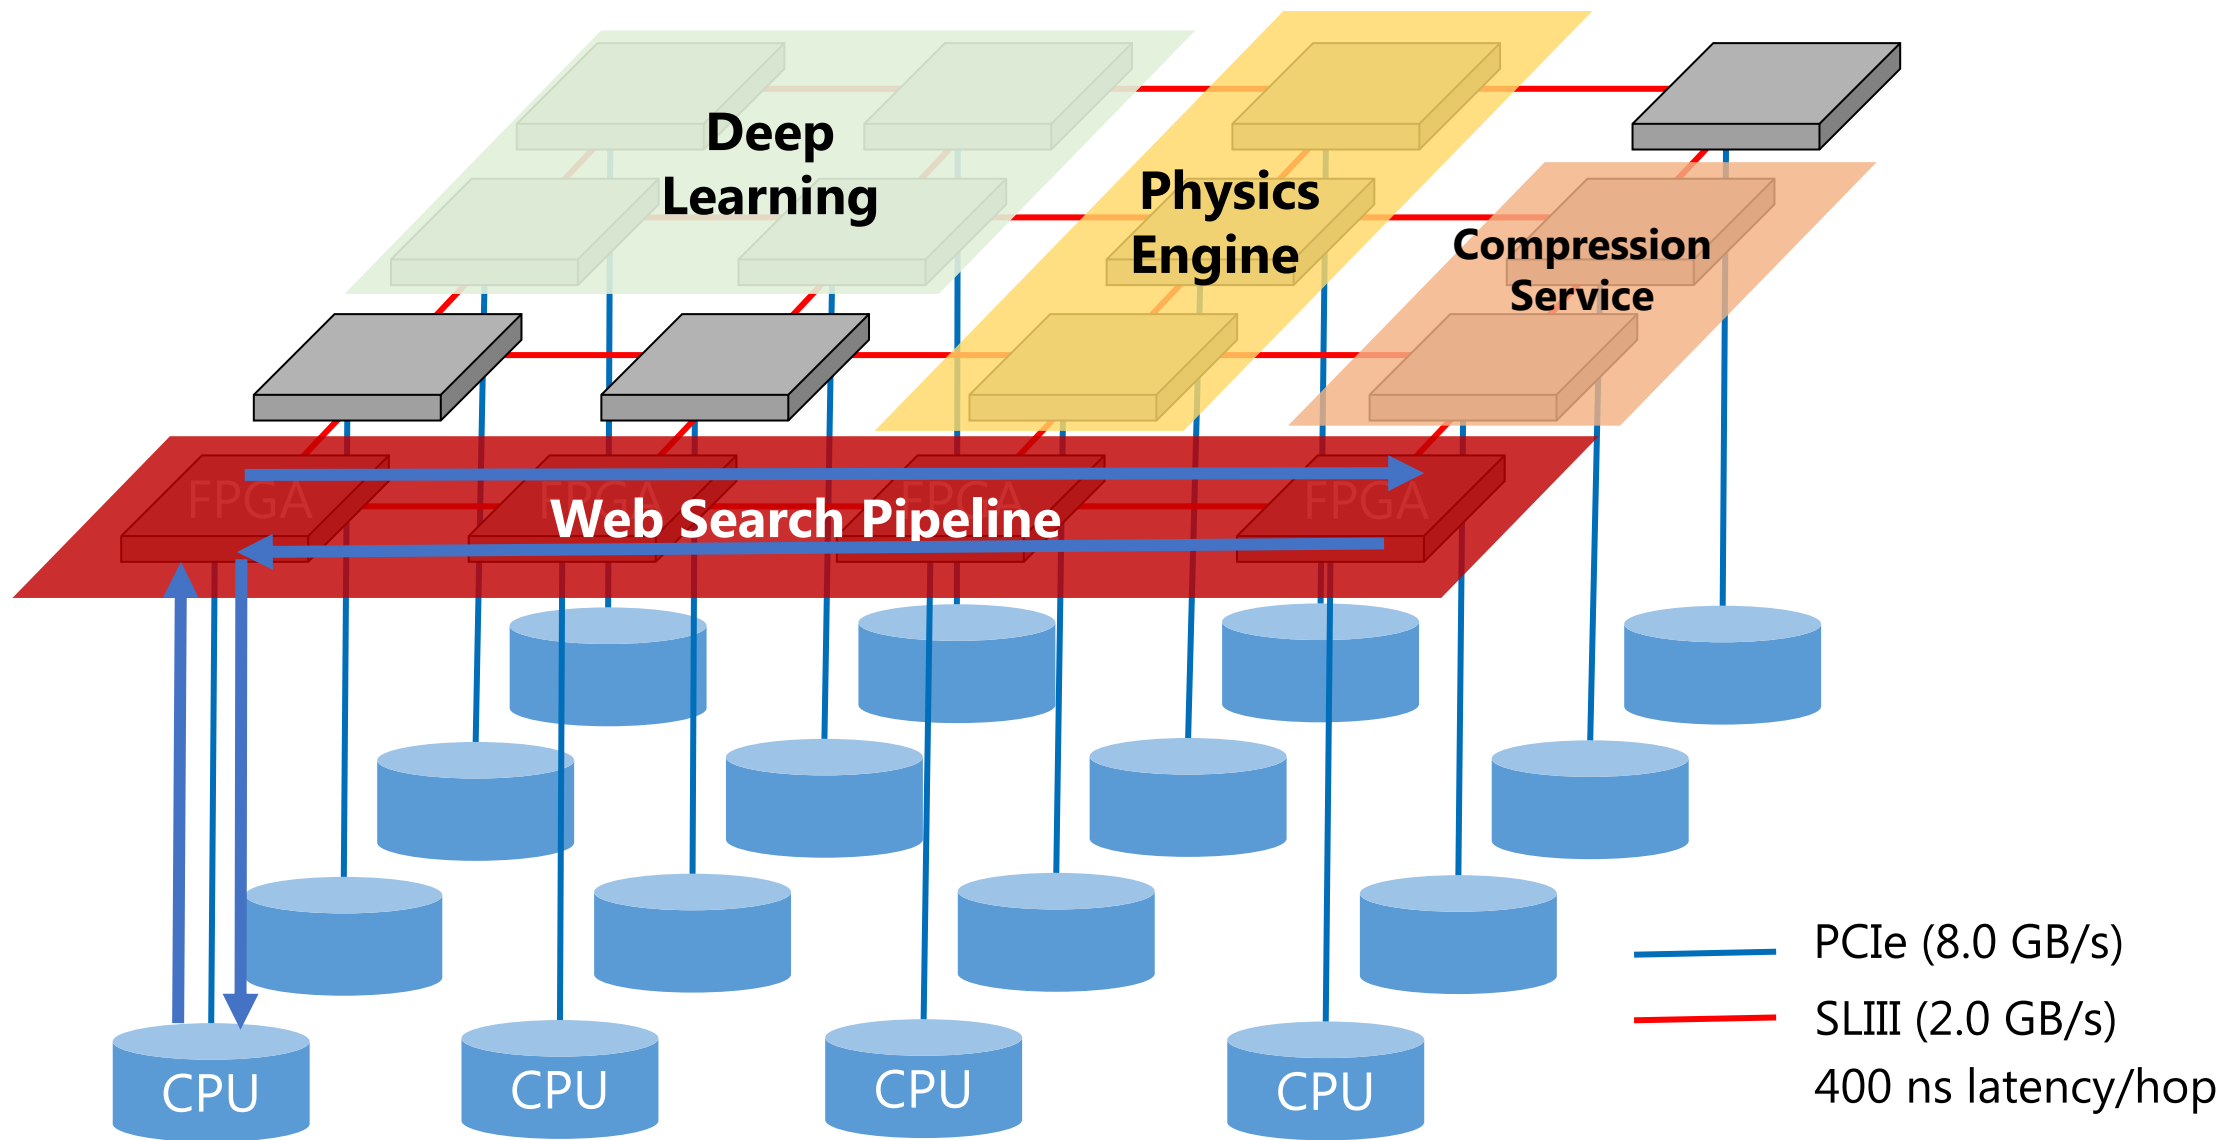 Deep
Learning
Physics
Engine
Compression
Service
FPGA FPGA FPGA FPGA
Web Search Pipeline
PCIe (8.0 GB/s)
SLIII (2.0 GB/s)
400 ns latency/hop
CPU CPU CPU CPU